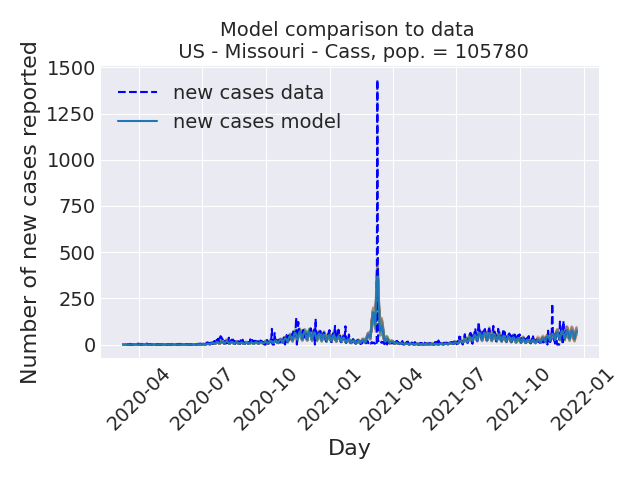 Model comparison to data
US - Missouri - Cass, pop. = 105780
Number of new cases reported
1500
1250
1000
750
500
250
0
new cases data
new cases model
2020-04
2020-07
2020-10
2021-01
2021-04
2021-07
2021-10
2022-01
Day